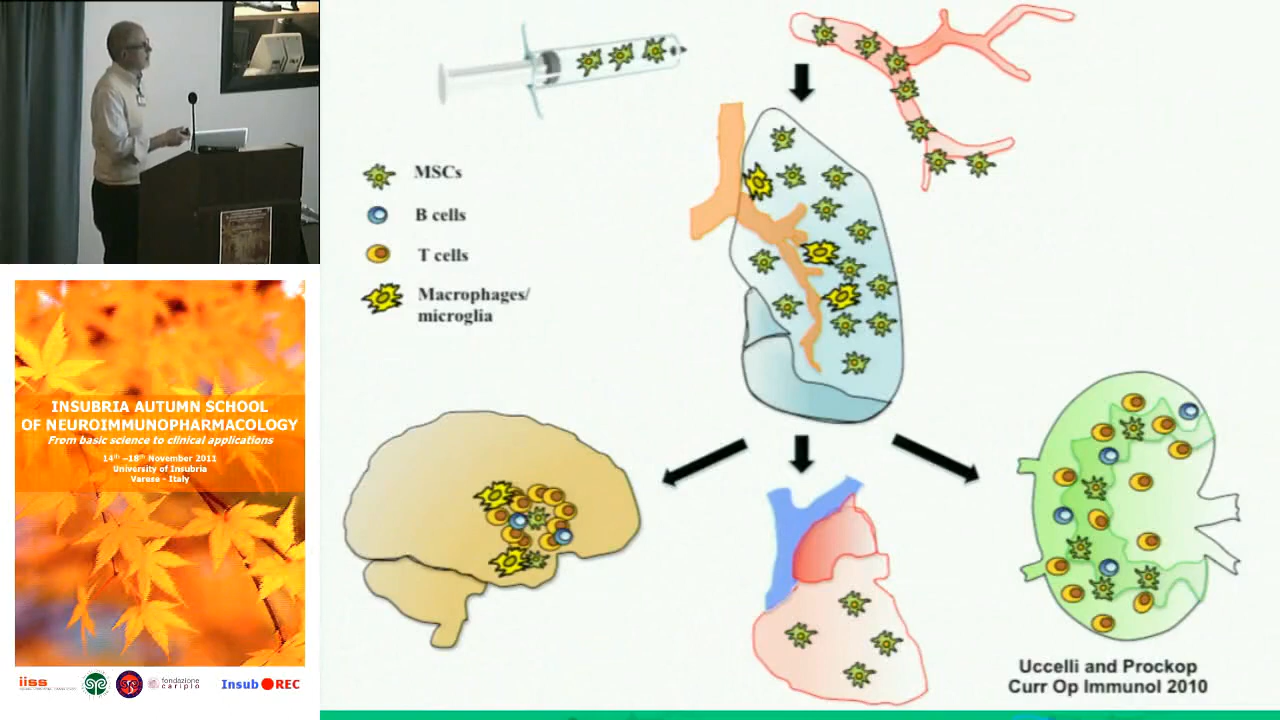 MSCs
B cells
T cells
Macrophages/
microglia
INSUBRIA AUTUMN SCHOOL
OF NEUROIMMUNOPHARMACOLOGY
From basic science to clinical applications
14th –18th November 2011
University of Insubria
Varese - Italy
iiss
fondazione
cariplo
Insub REC
Uccelli and Prockop
Curr Op Immunol 2010